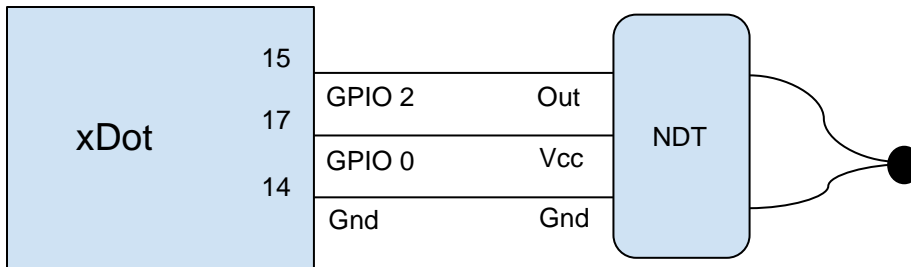 15
GPIO 2 Out
17
xDot
NDT
GPIO 0 Vcc
14
Gnd Gnd